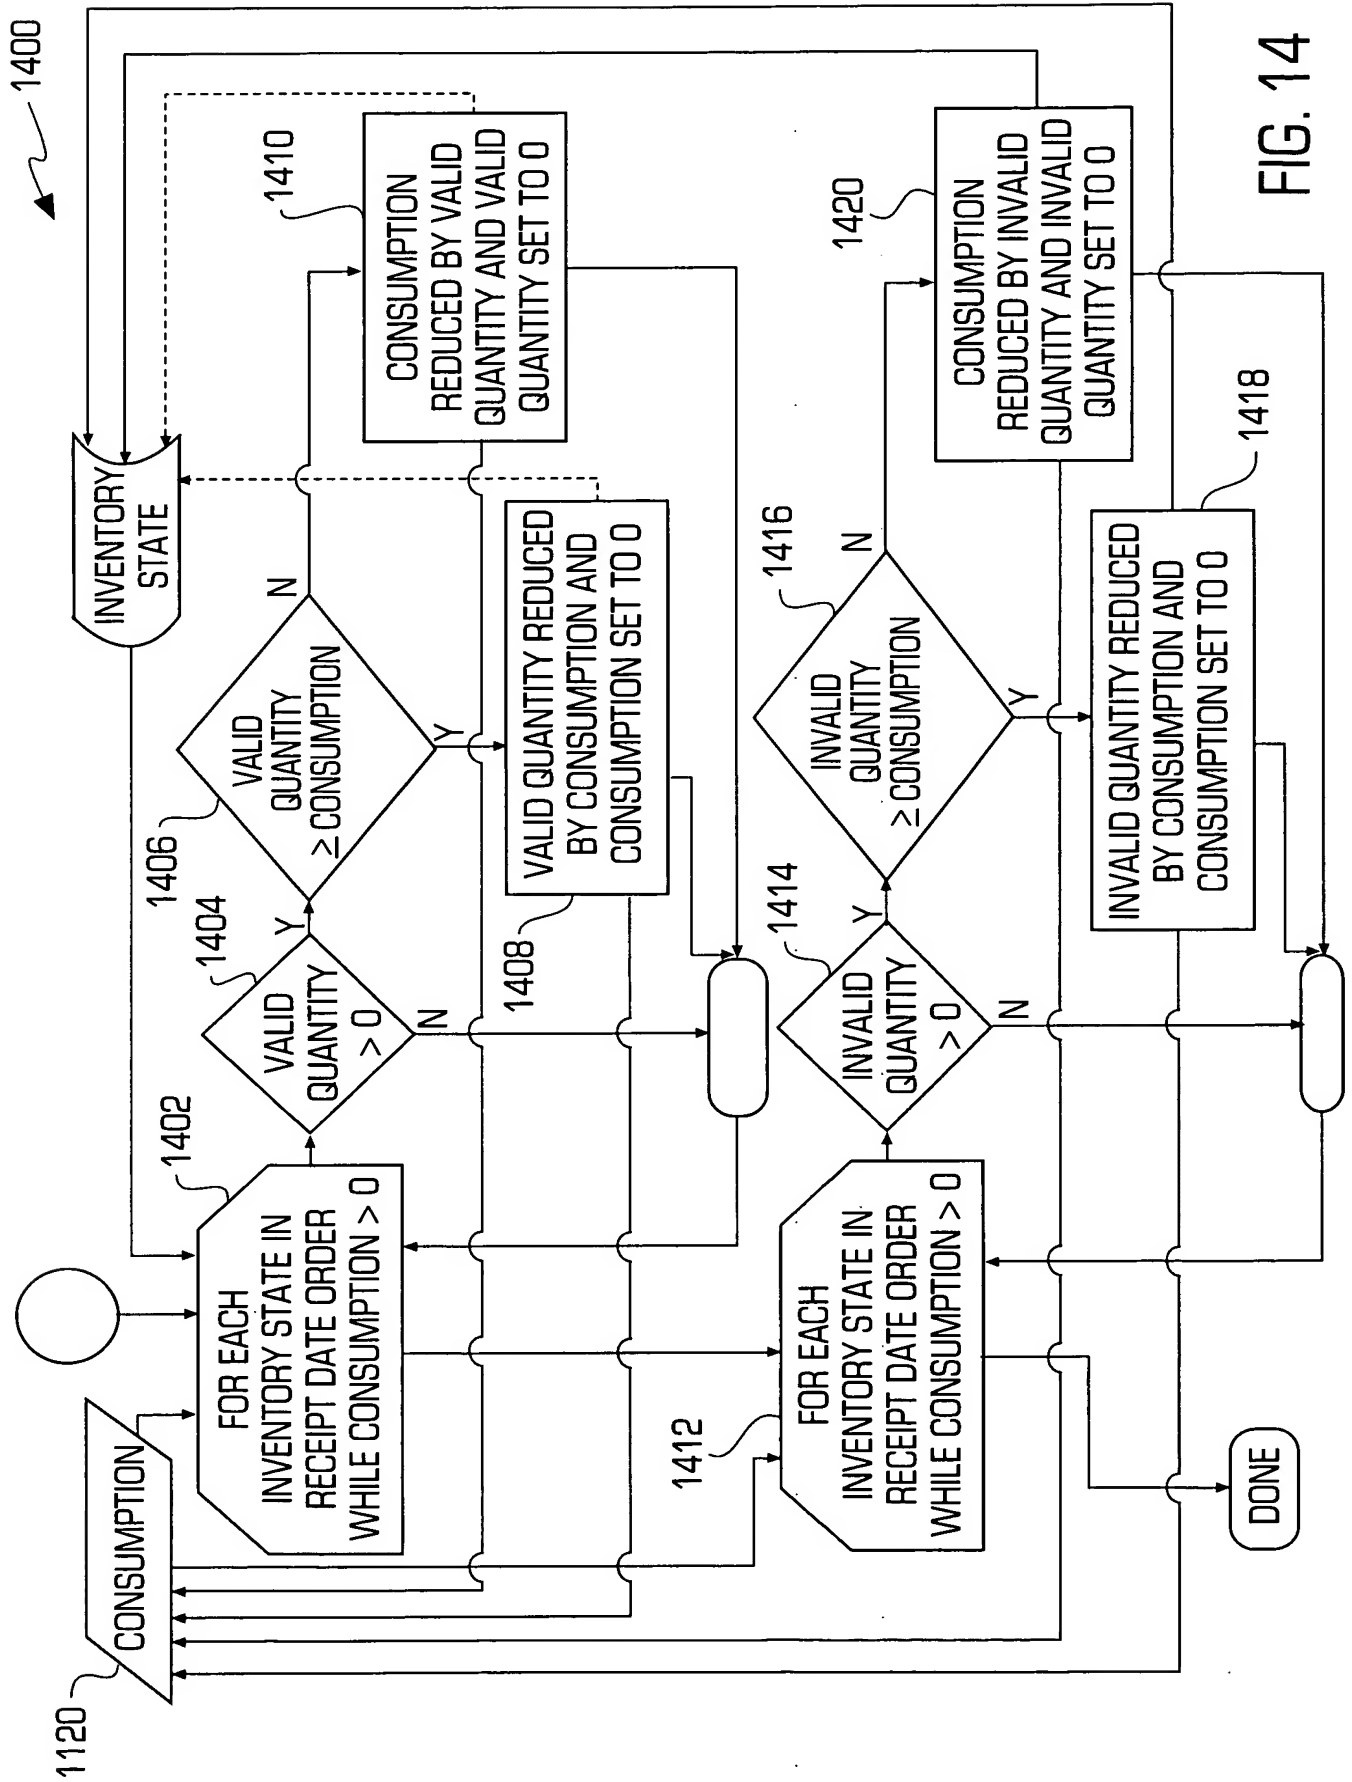 1400
INVENTORY
STATE
1120
CONSUMPTION
1402
FOR EACH
INVENTORY STATE IN
RECEIPT DATE ORDER
WHILE CONSUMPTION > 0
1404
VALID
QUANTITY
> 0
Y
N
1406
VALID
QUANTITY
≥ CONSUMPTION
N
Y
1410
CONSUMPTION
REDUCED BY VALID
QUANTITY AND VALID
QUANTITY SET TO 0
1408
VALID QUANTITY REDUCED
BY CONSUMPTION AND
CONSUMPTION SET TO 0
1412
FOR EACH
INVENTORY STATE IN
RECEIPT DATE ORDER
WHILE CONSUMPTION > 0
1414
INVALID
QUANTITY
> 0
Y
N
1416
INVALID
QUANTITY
≥ CONSUMPTION
N
Y
1420
CONSUMPTION
REDUCED BY INVALID
QUANTITY AND INVALID
QUANTITY SET TO 0
1418
INVALID QUANTITY REDUCED
BY CONSUMPTION AND
CONSUMPTION SET TO 0
DONE
FIG. 14